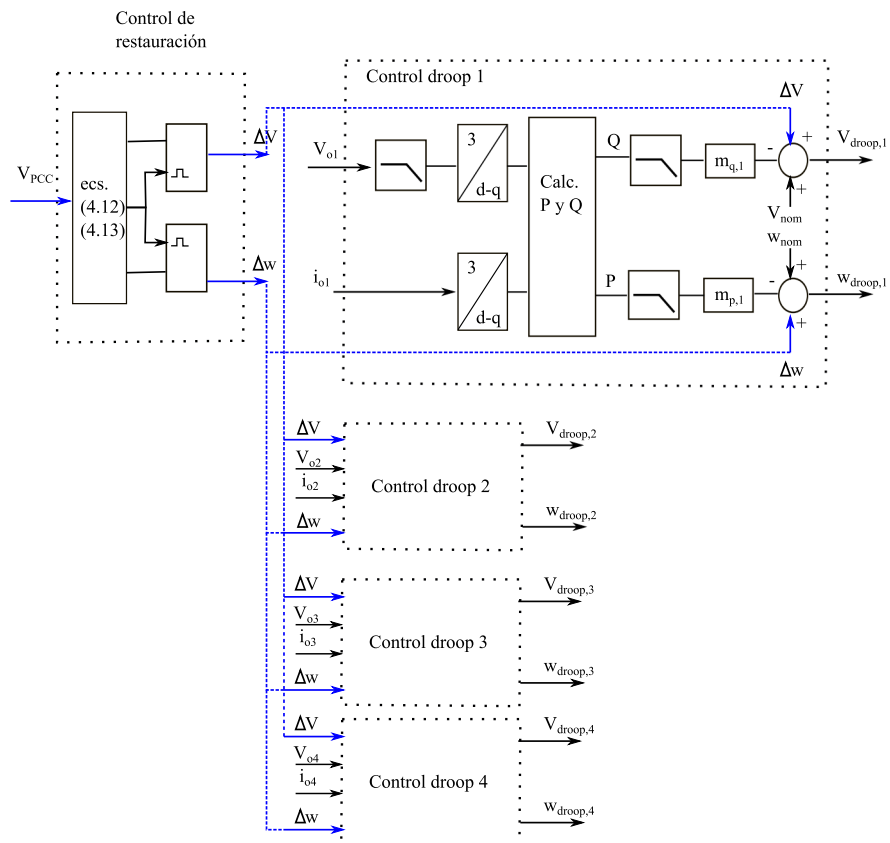 Control de
restauración
V_PCC
ecs.
(4.12)
(4.13)
ΔV
Δw
Control droop 1
V_o1
3
d-q
Calc.
P y Q
Q
m_q,1
ΔV
-
+
+
V_droop,1
V_nom
w_nom
i_o1
3
d-q
P
m_p,1
-
+
+
w_droop,1
Δw
ΔV
V_o2
i_o2
Δw
Control droop 2
V_droop,2
w_droop,2
ΔV
V_o3
i_o3
Δw
Control droop 3
V_droop,3
w_droop,3
ΔV
V_o4
i_o4
Δw
Control droop 4
V_droop,4
w_droop,4